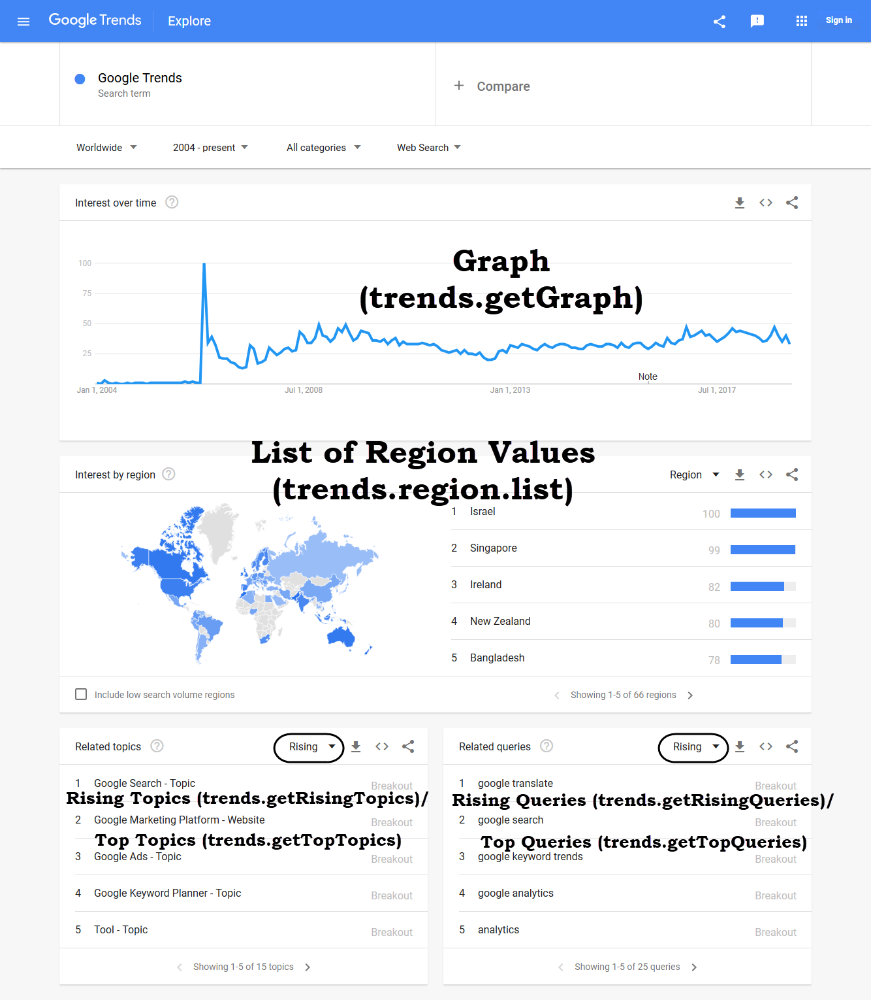 Google Trends
Explore
Sign in
Google Trends
Search term
+ Compare
Worldwide
2004 - present
All categories
Web Search
Interest over time
Graph
(trends.getGraph)
100
75
50
25
Note
Jan 1, 2004
Jul 1, 2008
Jan 1, 2013
Jul 1, 2017
List of Region Values
(trends.region.list)
Interest by region
Region
1 Israel 100
2 Singapore 99
3 Ireland 82
4 New Zealand 80
5 Bangladesh 78
Include low search volume regions
Showing 1-5 of 66 regions
Related topics
Rising
1 Google Search - Topic Breakout
Rising Topics (trends.getRisingTopics)/
2 Google Marketing Platform - Website Breakout
Top Topics (trends.getTopTopics)
3 Google Ads - Topic Breakout
4 Google Keyword Planner - Topic Breakout
5 Tool - Topic Breakout
Showing 1-5 of 15 topics
Related queries
Rising
1 google translate Breakout
Rising Queries (trends.getRisingQueries)/
2 google search Breakout
Top Queries (trends.getTopQueries)
3 google keyword trends Breakout
4 google analytics Breakout
5 analytics Breakout
Showing 1-5 of 25 queries